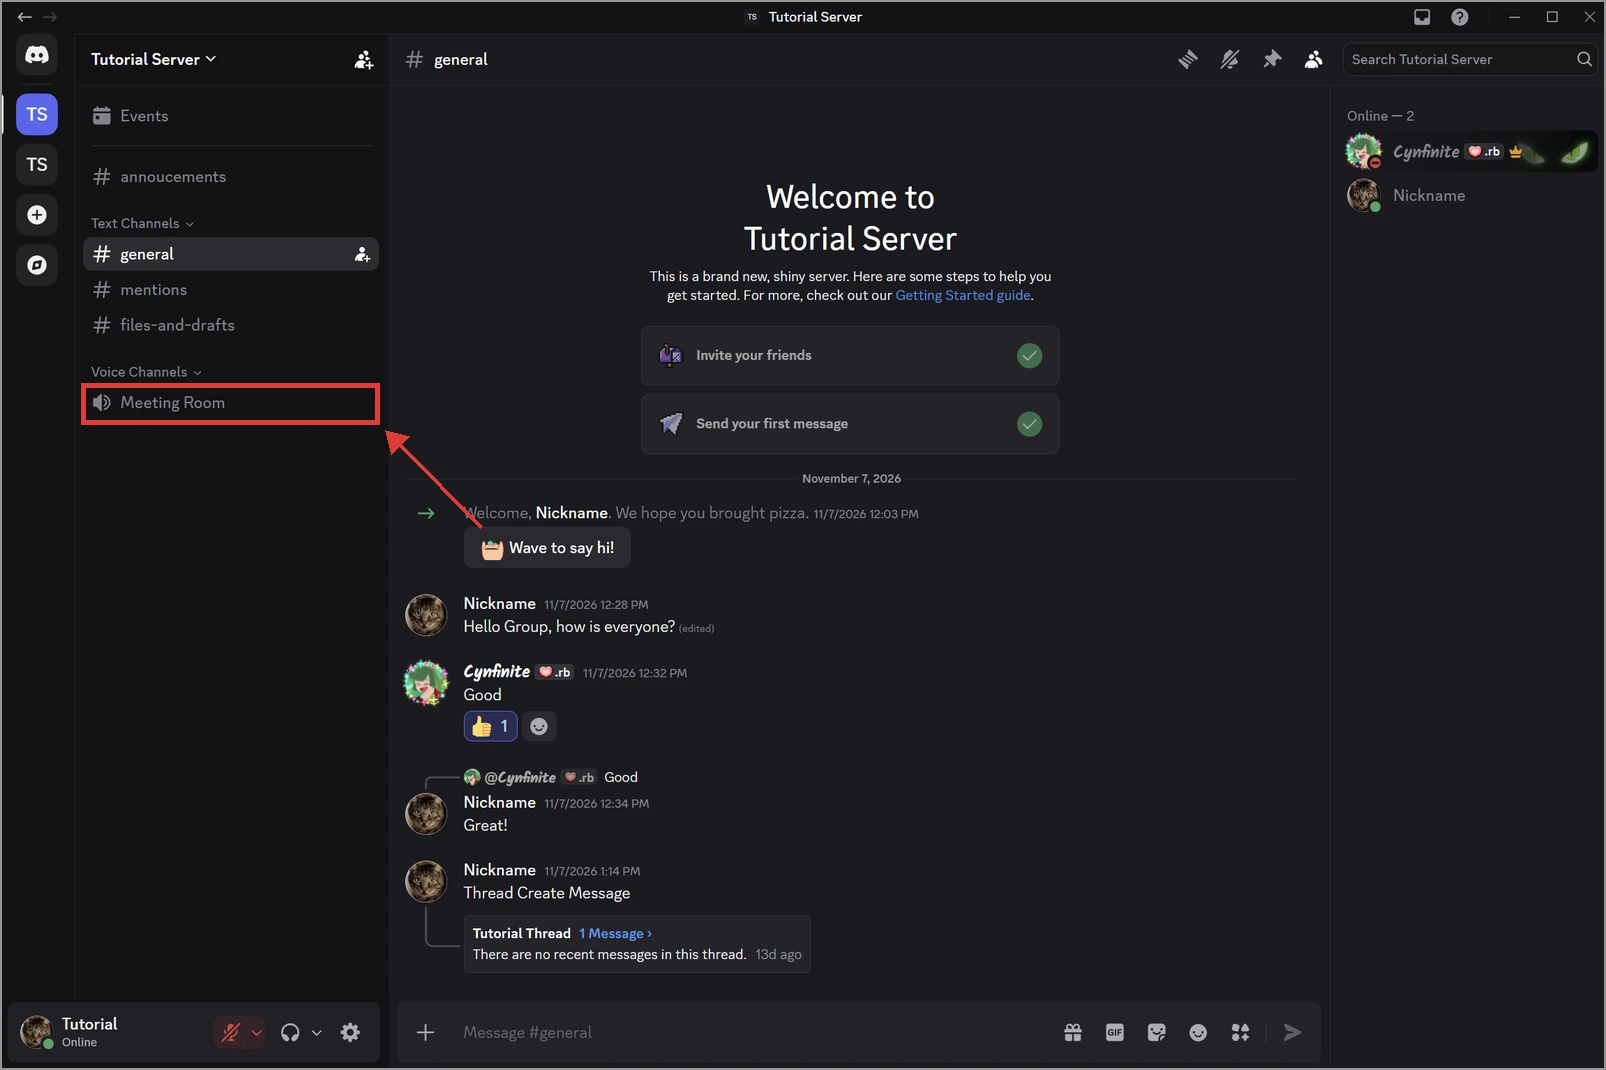 TS Tutorial Server
Tutorial Server
TS
TS
Events
annoucements
Text Channels
general
mentions
files-and-drafts
Voice Channels
Meeting Room
Tutorial
Online
# general
Search Tutorial Server
Welcome to
Tutorial Server
This is a brand new, shiny server. Here are some steps to help you
get started. For more, check out our Getting Started guide.
Invite your friends
Send your first message
November 7, 2026
Welcome, Nickname. We hope you brought pizza. 11/7/2026 12:03 PM
Wave to say hi!
Nickname 11/7/2026 12:28 PM
Hello Group, how is everyone? (edited)
Cynfinite .rb 11/7/2026 12:32 PM
Good
1
@Cynfinite .rb Good
Nickname 11/7/2026 12:34 PM
Great!
Nickname 11/7/2026 1:14 PM
Thread Create Message
Tutorial Thread 1 Message ›
There are no recent messages in this thread. 13d ago
Message #general
GIF
Online — 2
Cynfinite .rb
Nickname